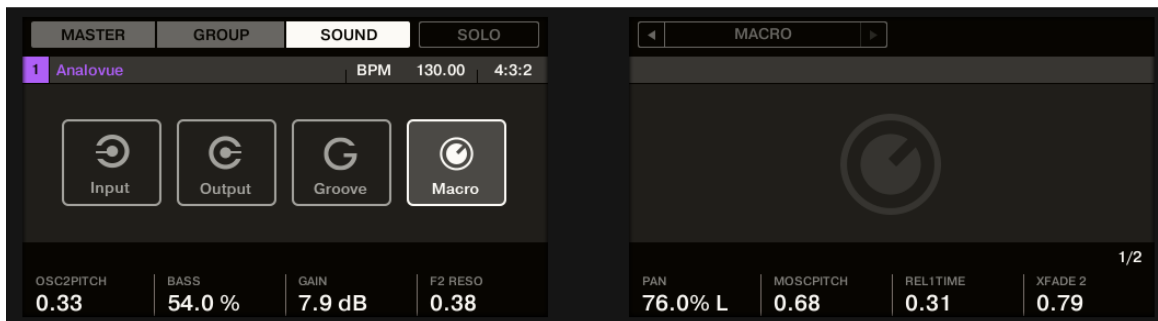 MASTER GROUP SOUND SOLO
1 Analovue BPM 130.00 4:3:2
Input Output Groove Macro
OSC2PITCH BASS GAIN F2 RESO
0.33 54.0 % 7.9 dB 0.38
MACRO
1/2
PAN MOSCPITCH REL1TIME XFADE 2
76.0% L 0.68 0.31 0.79